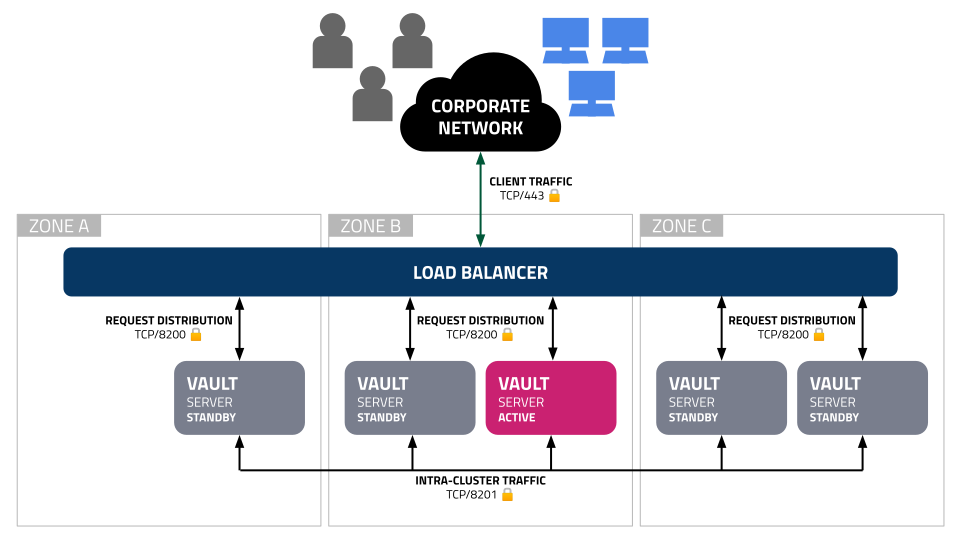 CORPORATE
NETWORK
CLIENT TRAFFIC
TCP/443
ZONE A
ZONE B
ZONE C
LOAD BALANCER
REQUEST DISTRIBUTION
TCP/8200
REQUEST DISTRIBUTION
TCP/8200
REQUEST DISTRIBUTION
TCP/8200
VAULT
SERVER
STANDBY
VAULT
SERVER
STANDBY
VAULT
SERVER
ACTIVE
VAULT
SERVER
STANDBY
VAULT
SERVER
STANDBY
INTRA-CLUSTER TRAFFIC
TCP/8201